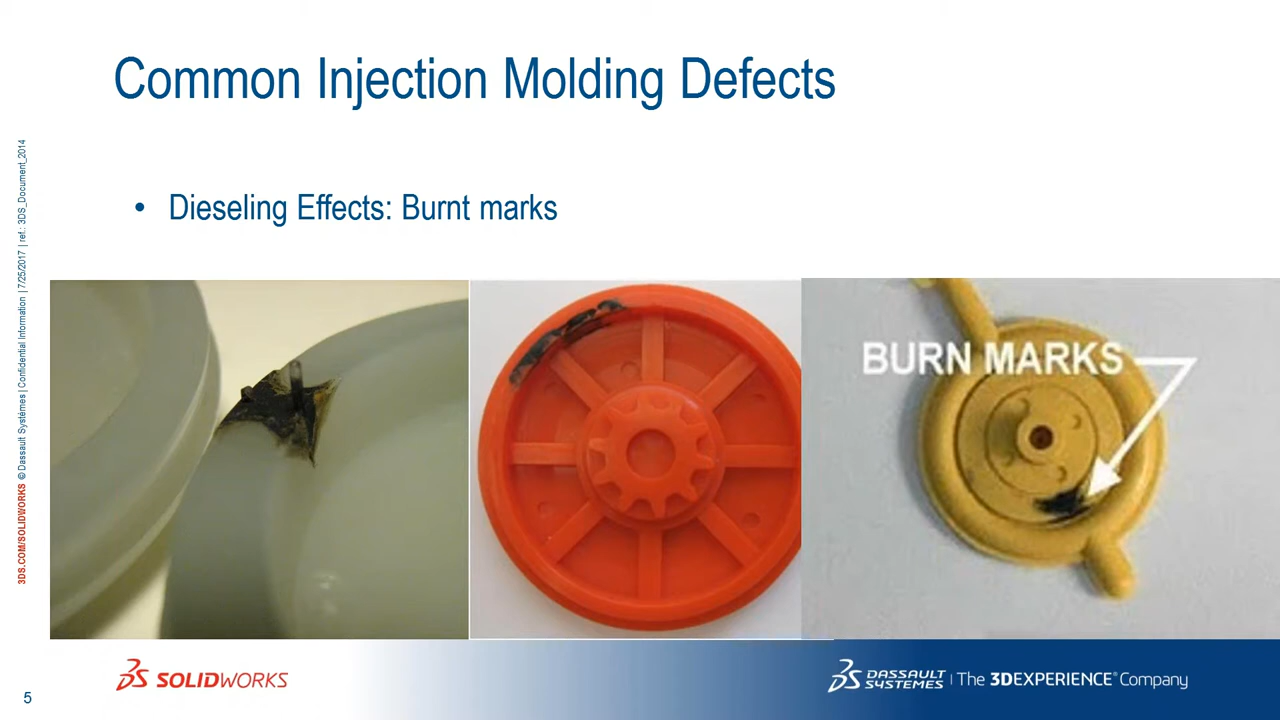 Common Injection Molding Defects
• Dieseling Effects: Burnt marks
3DS.COM/SOLIDWORKS © Dassault Systèmes | Confidential Information | 7/25/2017 | ref.: 3DS_Document_2014
BURN MARKS
5
SOLIDWORKS
DASSAULT SYSTEMES | The 3DEXPERIENCE® Company